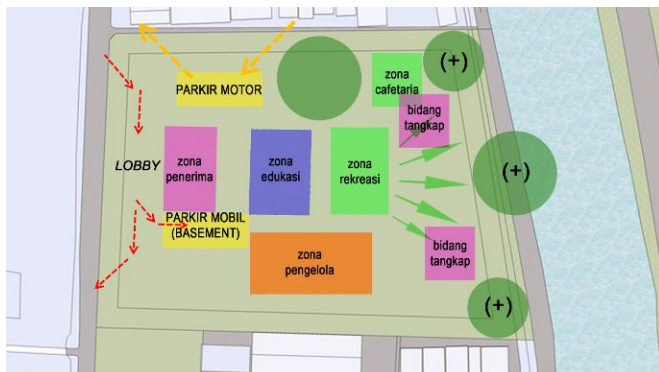 zona
cafetaria
(+)
PARKIR MOTOR
bidang
tangkap
LOBBY
zona
penerima
zona
edukasi
zona
rekreasi
(+)
PARKIR MOBIL
(BASEMENT)
zona
pengelola
bidang
tangkap
(+)